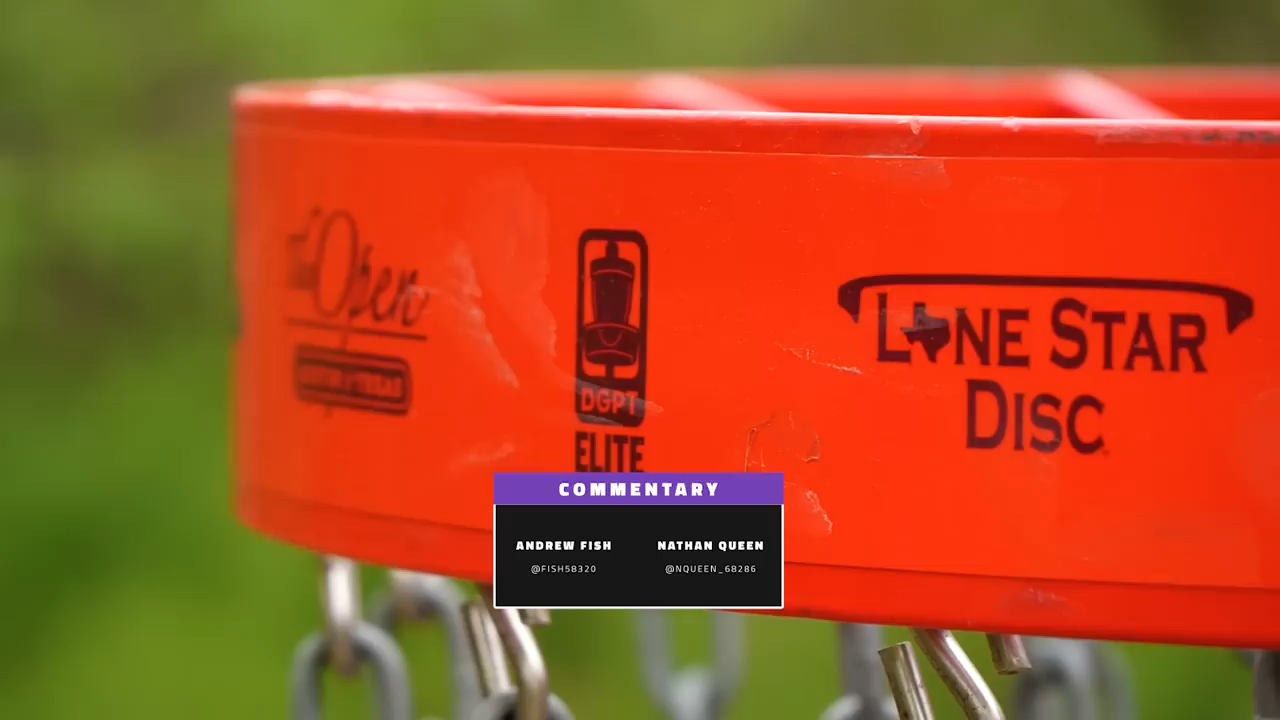 Open
DGPT
ELITE
LONE STAR
DISC
COMMENTARY
ANDREW FISH
NATHAN QUEEN
@FISH58320
@NQUEEN_68286